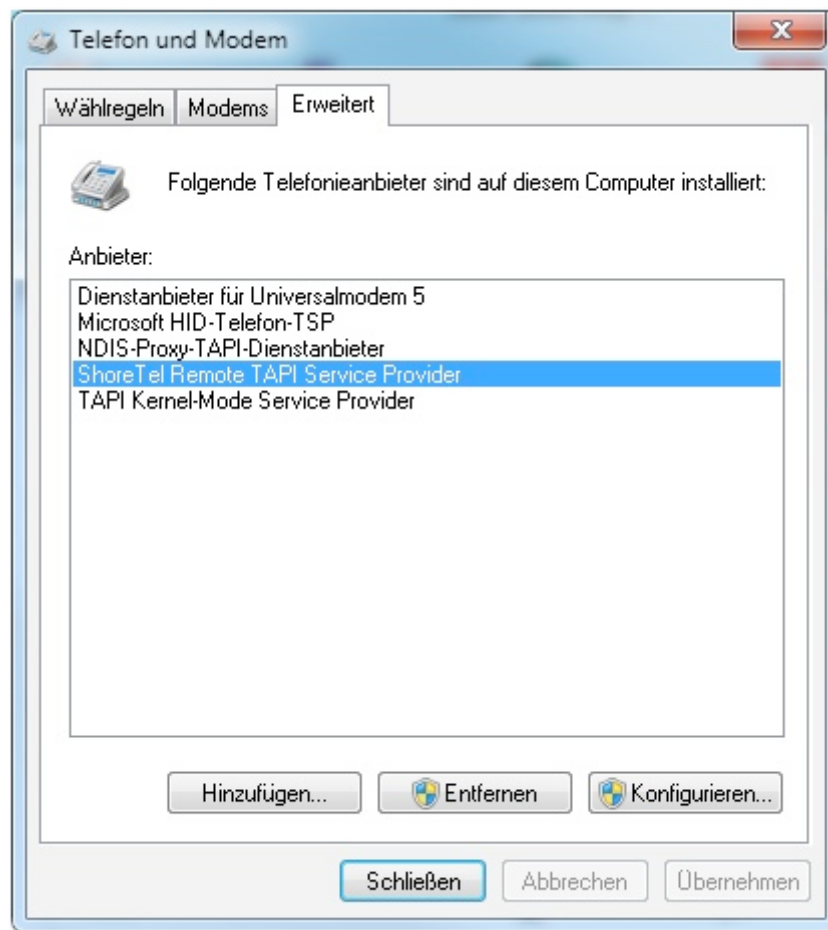 Telefon und Modem
Wählregeln Modems Erweitert
Folgende Telefonieanbieter sind auf diesem Computer installiert:
Anbieter:
Dienstanbieter für Universalmodem 5
Microsoft HID-Telefon-TSP
NDIS-Proxy-TAPI-Dienstanbieter
ShoreTel Remote TAPI Service Provider
TAPI Kernel-Mode Service Provider
Hinzufügen... Entfernen Konfigurieren...
Schließen Abbrechen Übernehmen